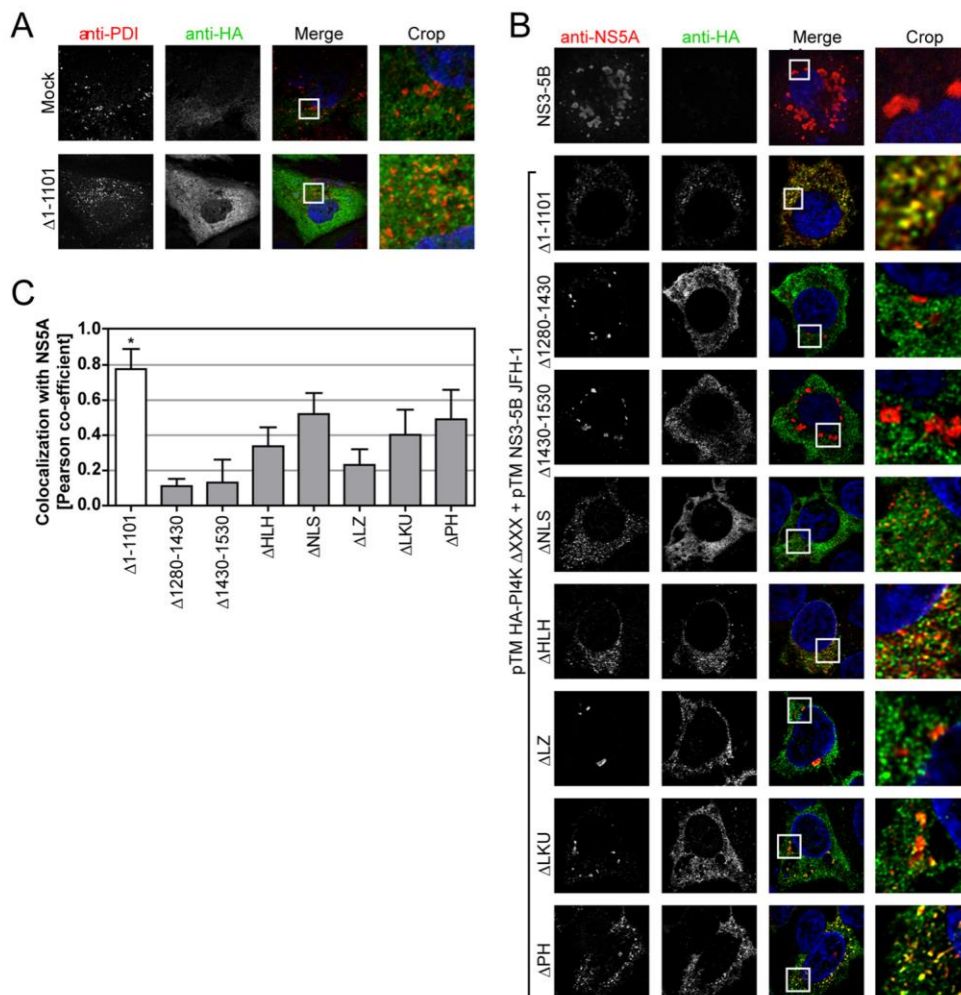 A
anti-PDI anti-HA Merge Crop
Mock
Δ1-1101
B
anti-NS5A anti-HA Merge Crop
NS3-5B
Δ1-1101
Δ1280-1430
Δ1430-1530
ΔNLS
ΔHLH
ΔLZ
ΔLKU
ΔPH
pTM HA-PI4K ΔXXX + pTM NS3-5B JFH-1
C
Colocalization with NS5A
[Pearson co-efficient]
1.0
0.8
0.6
0.4
0.2
0.0
*
Δ1-1101
Δ1280-1430
Δ1430-1530
ΔHLH
ΔNLS
ΔLZ
ΔLKU
ΔPH